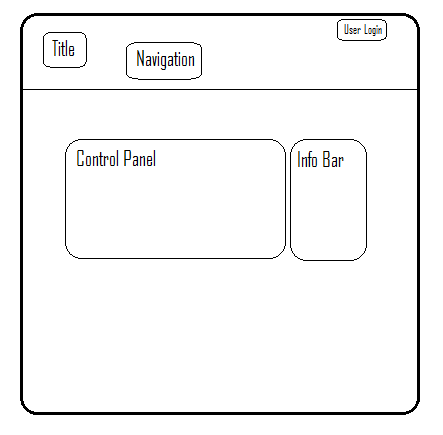 User Login
Title
Navigation
Control Panel
Info Bar